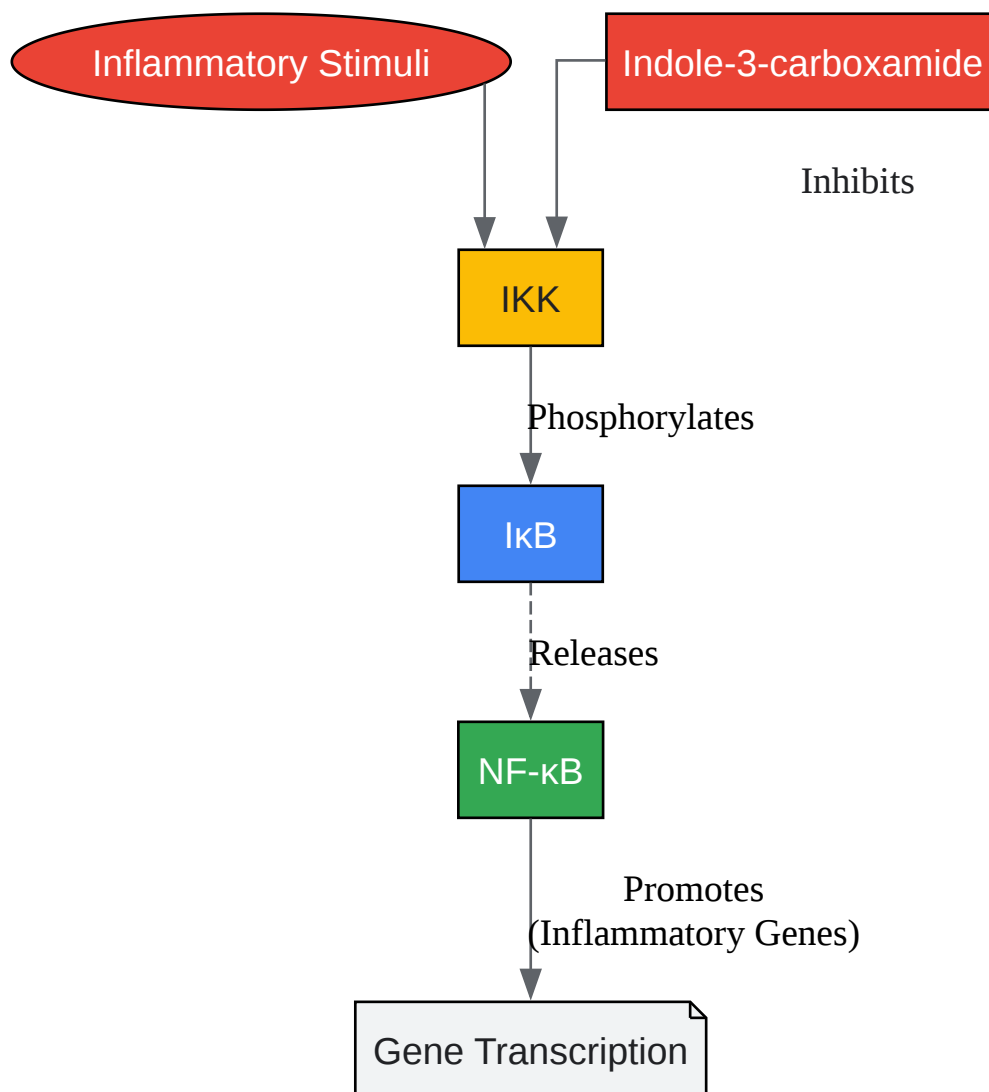 Inflammatory Stimuli
Indole-3-carboxamide
Inhibits
IKK
Phosphorylates
IκB
Releases
NF-κB
Promotes
(Inflammatory Genes)
Gene Transcription